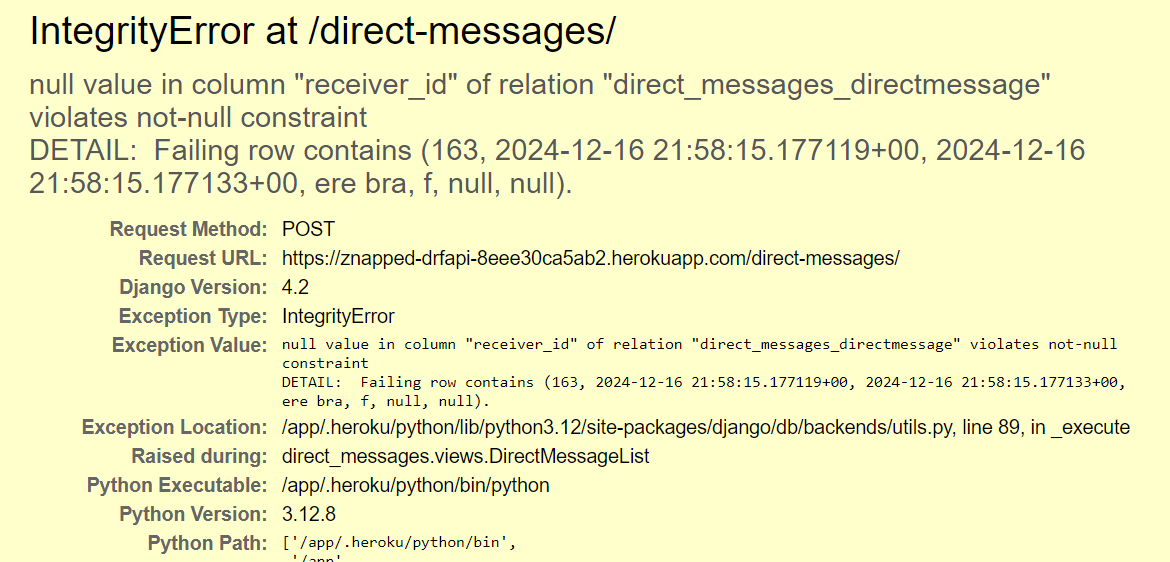 IntegrityError at /direct-messages/
null value in column "receiver_id" of relation "direct_messages_directmessage"
violates not-null constraint
DETAIL:  Failing row contains (163, 2024-12-16 21:58:15.177119+00, 2024-12-16
21:58:15.177133+00, ere bra, f, null, null).
Request Method: POST
Request URL: https://znapped-drfapi-8eee30ca5ab2.herokuapp.com/direct-messages/
Django Version: 4.2
Exception Type: IntegrityError
Exception Value: null value in column "receiver_id" of relation "direct_messages_directmessage" violates not-null
constraint
DETAIL:  Failing row contains (163, 2024-12-16 21:58:15.177119+00, 2024-12-16 21:58:15.177133+00,
ere bra, f, null, null).
Exception Location: /app/.heroku/python/lib/python3.12/site-packages/django/db/backends/utils.py, line 89, in _execute
Raised during: direct_messages.views.DirectMessageList
Python Executable: /app/.heroku/python/bin/python
Python Version: 3.12.8
Python Path: ['/app/.heroku/python/bin',
'/app'